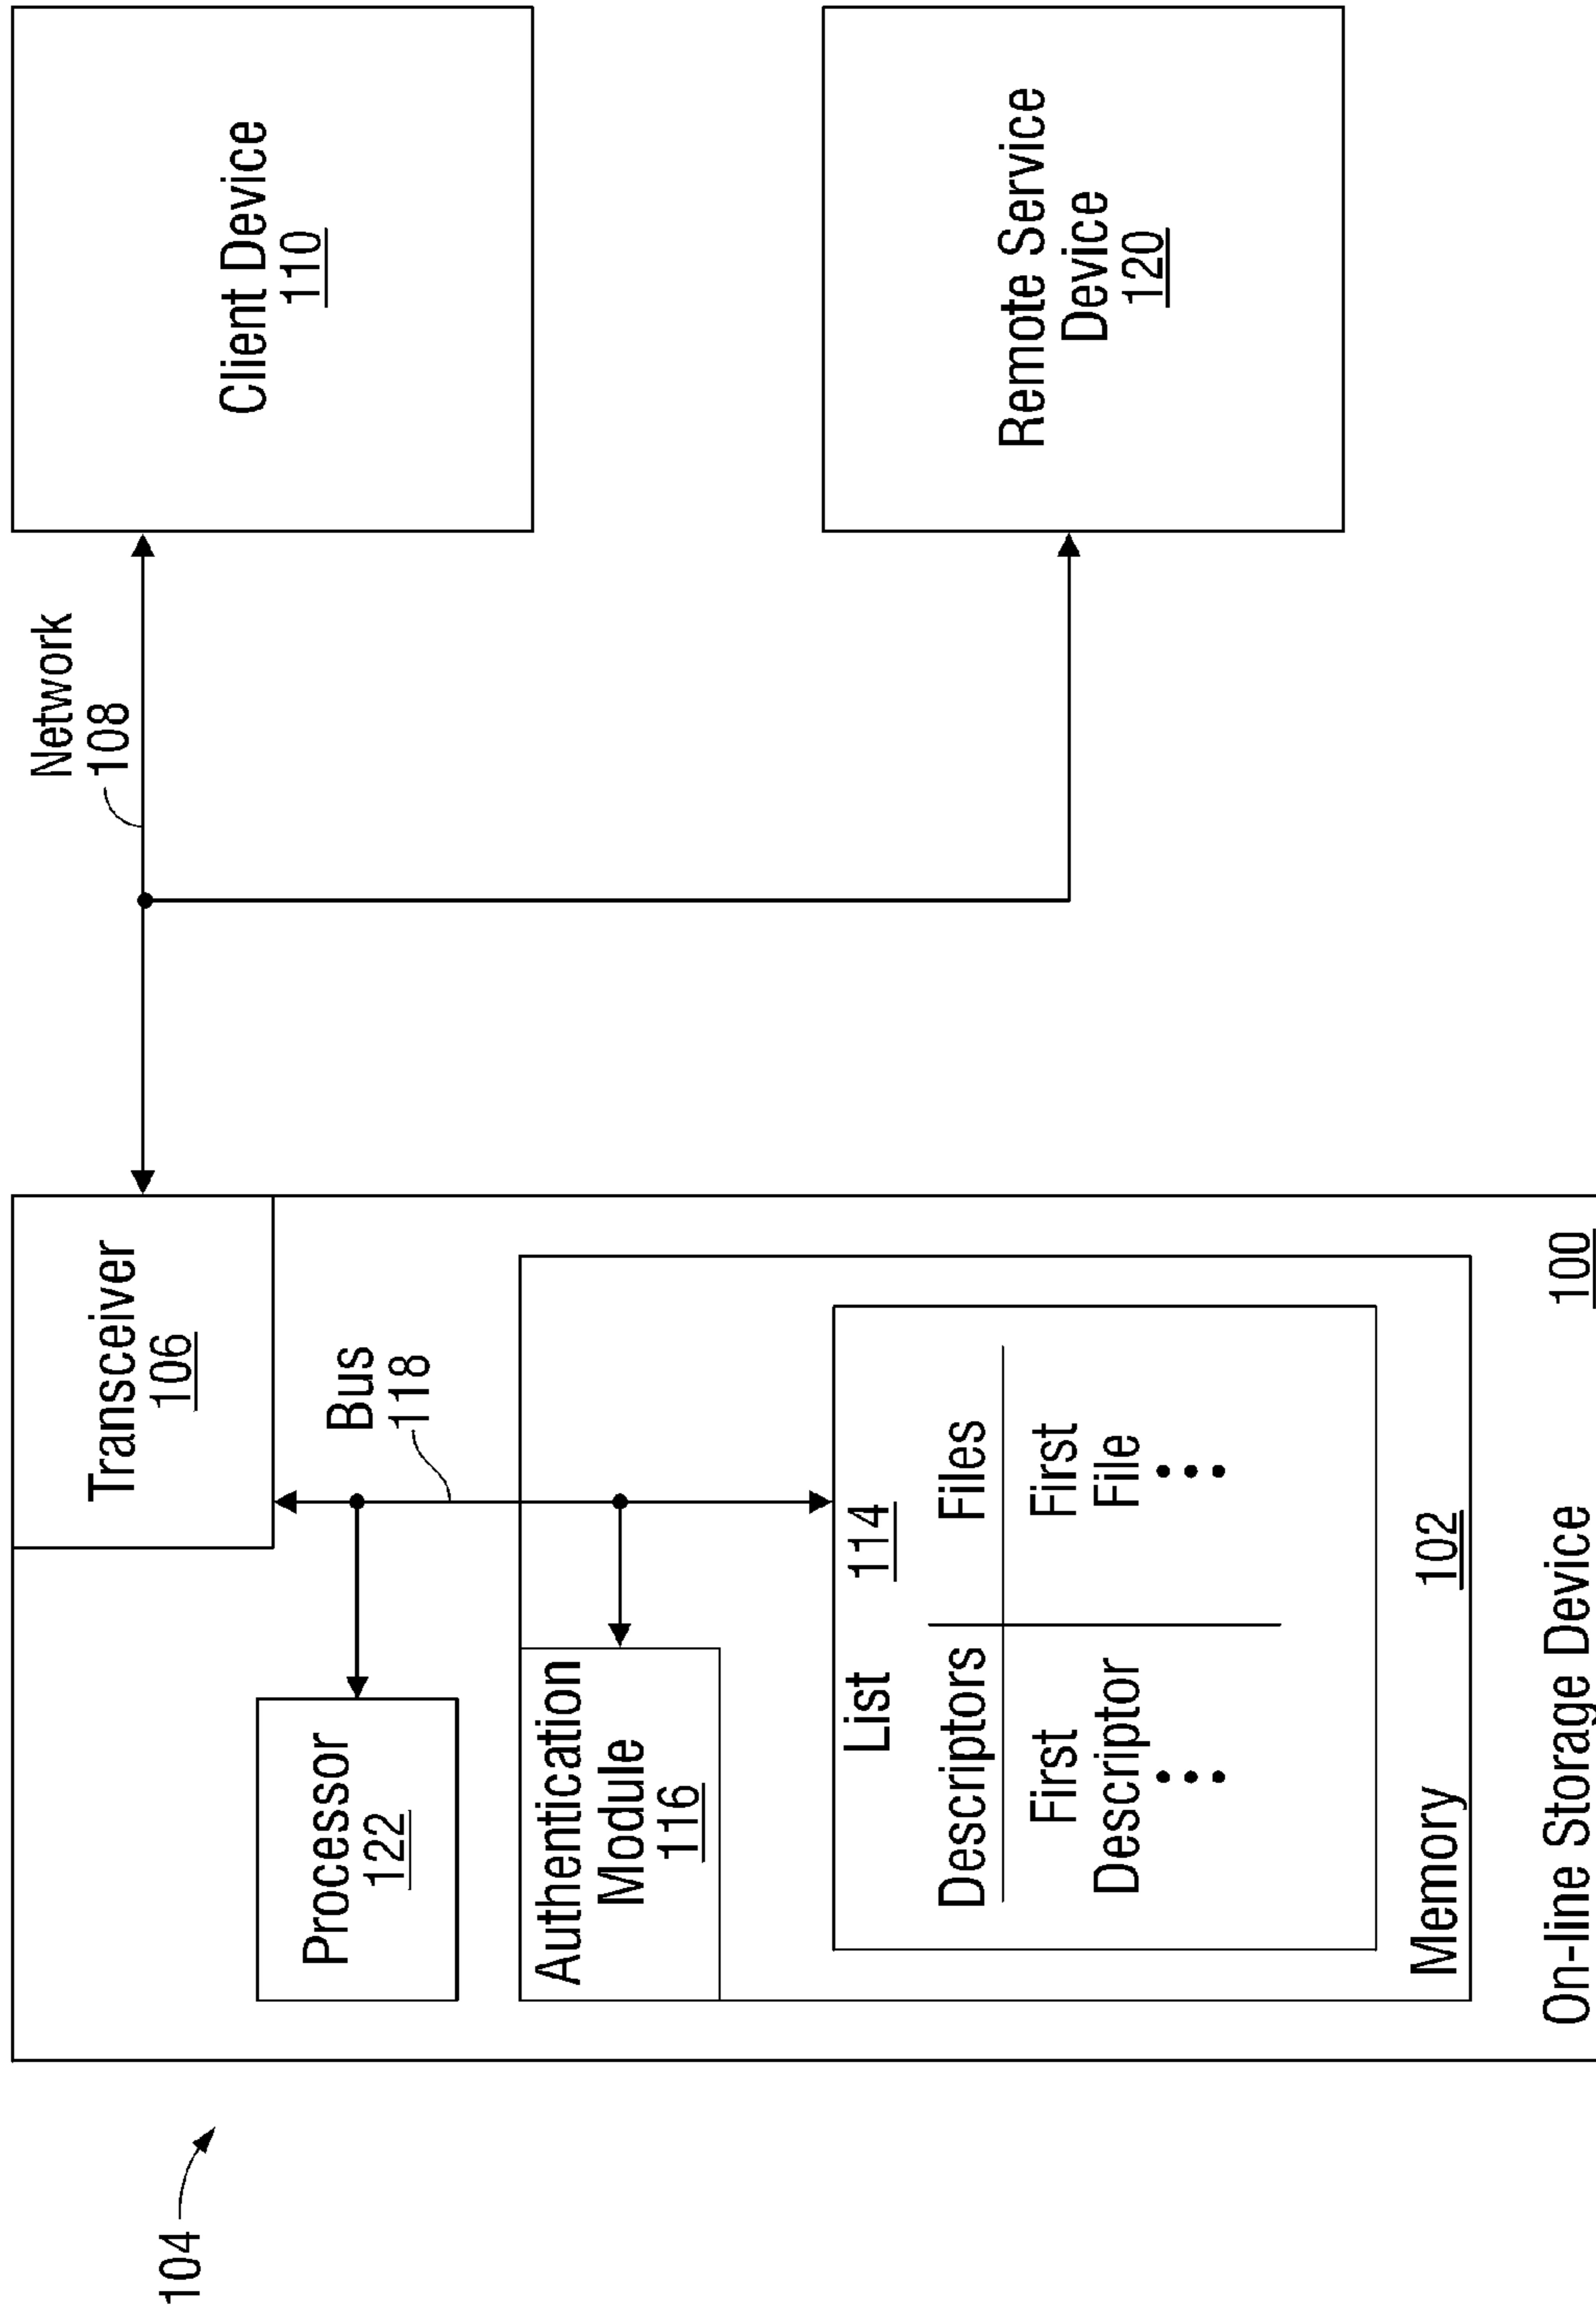 104
Transceiver
106
Network
108
Client Device
110
Processor
122
Bus
118
Authentication
Module
116
List
114
Descriptors
Files
First
Descriptor
First
File
Memory
102
On-line Storage Device
100
Remote Service
Device
120